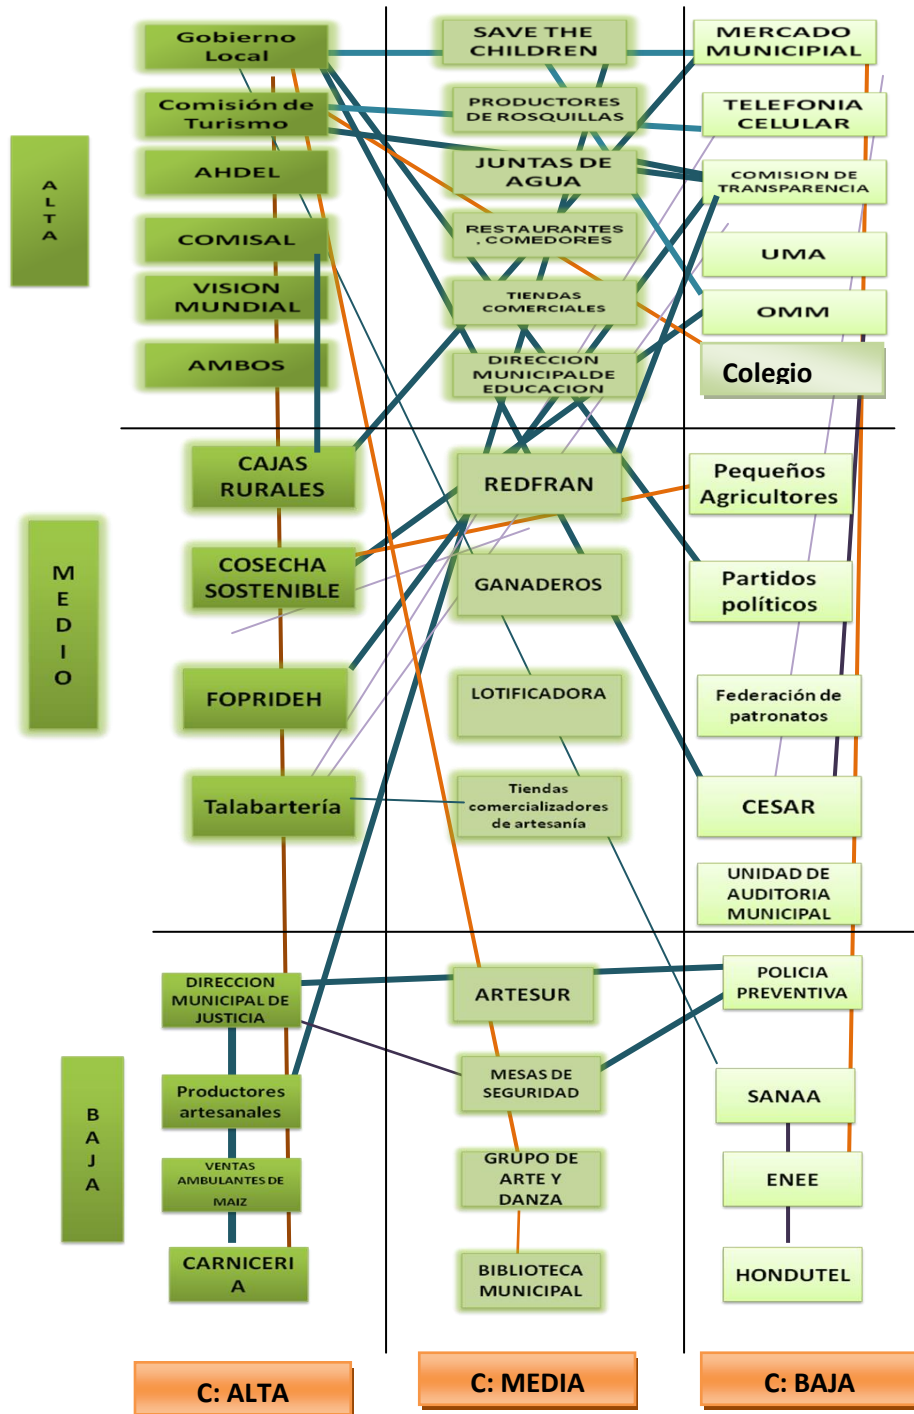 Gobierno
Local
Comisión de
Turismo
AHDEL
COMISAL
VISION
MUNDIAL
AMBOS
SAVE THE
CHILDREN
PRODUCTORES
DE ROSQUILLAS
JUNTAS DE
AGUA
RESTAURANTES
, COMEDORES
TIENDAS
COMERCIALES
DIRECCION
MUNICIPALDE
EDUCACION
MERCADO
MUNICIPIAL
TELEFONIA
CELULAR
COMISION DE
TRANSPARENCIA
UMA
OMM
Colegio
A
L
T
A
CAJAS
RURALES
COSECHA
SOSTENIBLE
FOPRIDEH
Talabartería
REDFRAN
GANADEROS
LOTIFICADORA
Tiendas
comercializadores
de artesanía
Pequeños
Agricultores
Partidos
políticos
Federación de
patronatos
CESAR
UNIDAD DE
AUDITORIA
MUNICIPAL
M
E
D
I
O
DIRECCION
MUNICIPAL DE
JUSTICIA
Productores
artesanales
VENTAS
AMBULANTES DE
MAIZ
CARNICERI
A
ARTESUR
MESAS DE
SEGURIDAD
GRUPO DE
ARTE Y
DANZA
BIBLIOTECA
MUNICIPAL
POLICIA
PREVENTIVA
SANAA
ENEE
HONDUTEL
B
A
J
A
C: ALTA
C: MEDIA
C: BAJA